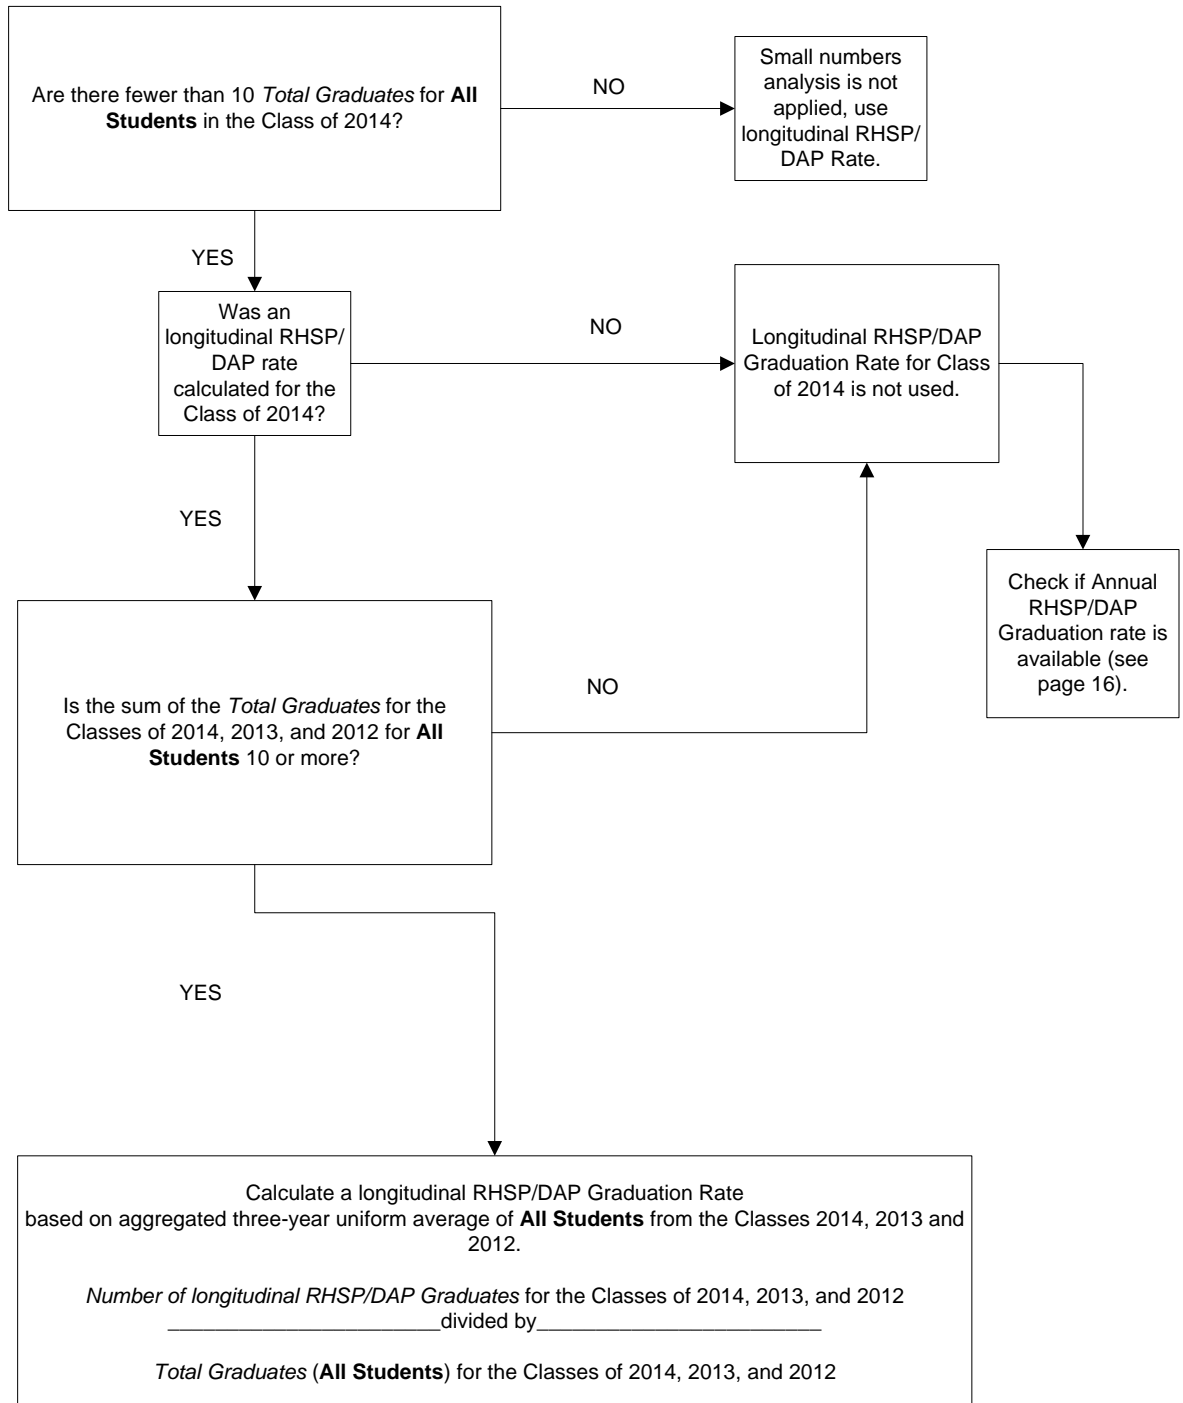 Are there fewer than 10 Total Graduates for All
Students in the Class of 2014?
NO
Small numbers
analysis is not
applied, use
longitudinal RHSP/
DAP Rate.
YES
Was an
longitudinal RHSP/
DAP rate
calculated for the
Class of 2014?
NO
Longitudinal RHSP/DAP
Graduation Rate for Class
of 2014 is not used.
YES
Check if Annual
RHSP/DAP
Graduation rate is
available (see
page 16).
Is the sum of the Total Graduates for the
Classes of 2014, 2013, and 2012 for All
Students 10 or more?
NO
YES
Calculate a longitudinal RHSP/DAP Graduation Rate
based on aggregated three-year uniform average of All Students from the Classes 2014, 2013 and
2012.
Number of longitudinal RHSP/DAP Graduates for the Classes of 2014, 2013, and 2012
_______________________divided by________________________
Total Graduates (All Students) for the Classes of 2014, 2013, and 2012